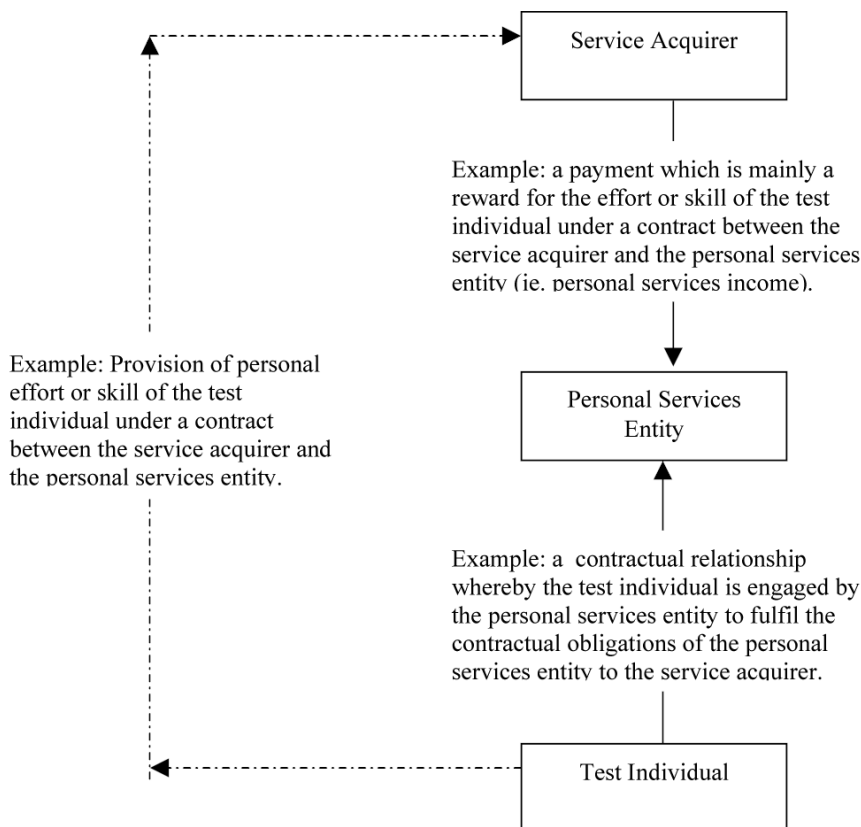 Service Acquirer
Example: a payment which is mainly a
reward for the effort or skill of the test
individual under a contract between the
service acquirer and the personal services
entity (ie. personal services income).
Example: Provision of personal
effort or skill of the test
individual under a contract
between the service acquirer and
the personal services entity.
Personal Services
Entity
Example: a contractual relationship
whereby the test individual is engaged by
the personal services entity to fulfil the
contractual obligations of the personal
services entity to the service acquirer.
Test Individual